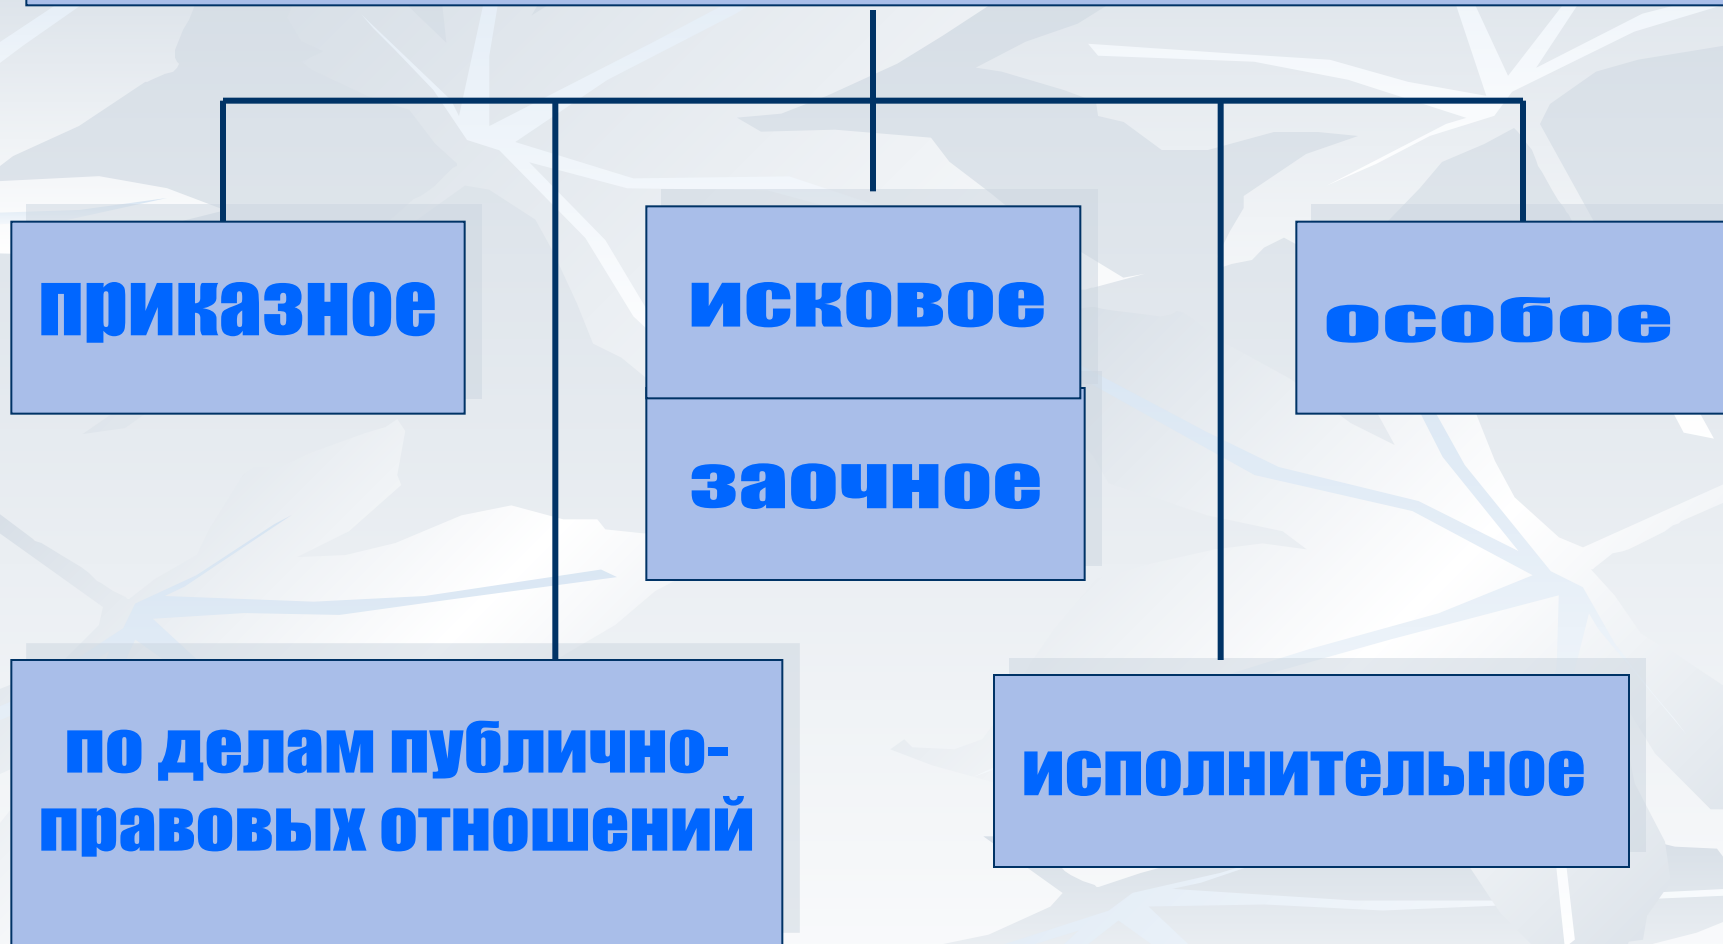 приказное
исковое
особое
заочное
по делам публично-
правовых отношений
исполнительное